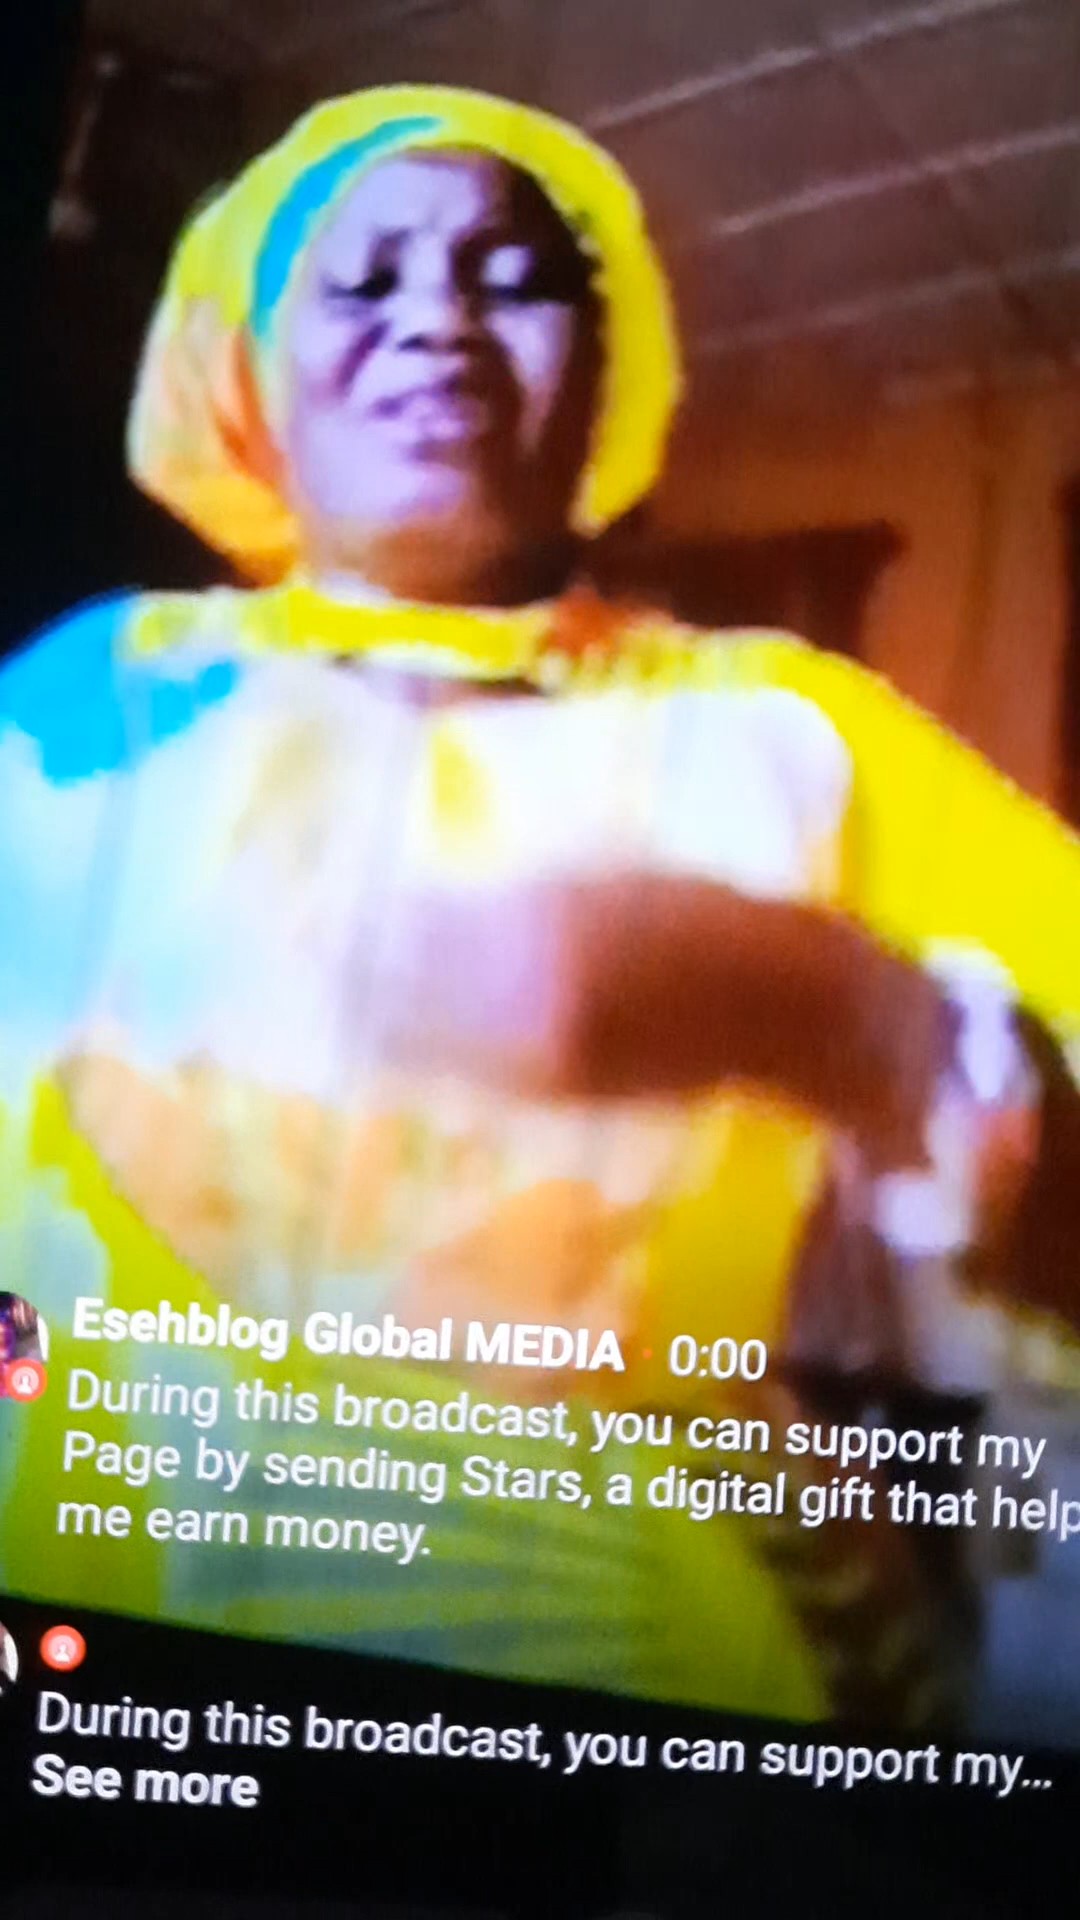 Esehblog Global MEDIA · 0:00
During this broadcast, you can support my
Page by sending Stars, a digital gift that help
me earn money.
During this broadcast, you can support my...
See more